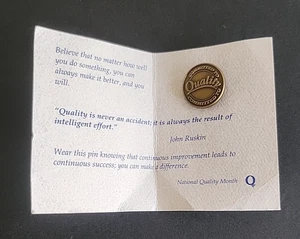 Believe that no matter how well
you do something, you can
always make it better, and you
will.
Quality
"Quality is never an accident; it is always the result of
intelligent effort."
John Ruskin
Wear this pin knowing that continuous improvement leads to
continuous success; you can make a difference.
National Quality Month Q